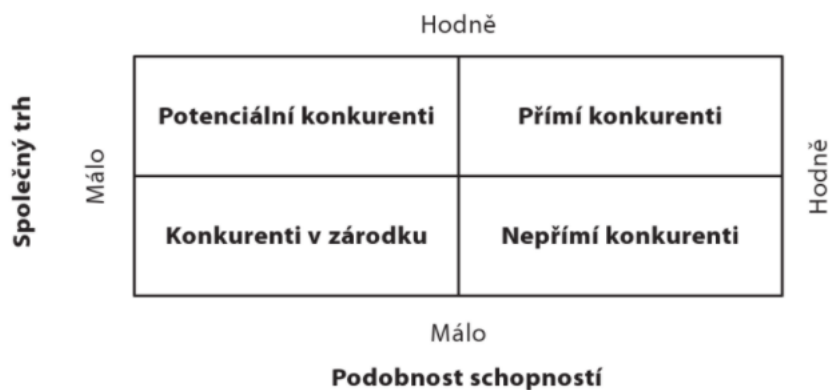 Hodně
Společný trh
Málo
Potenciální konkurenti
Přímí konkurenti
Hodně
Konkurenti v zárodku
Nepřímí konkurenti
Málo
Podobnost schopností